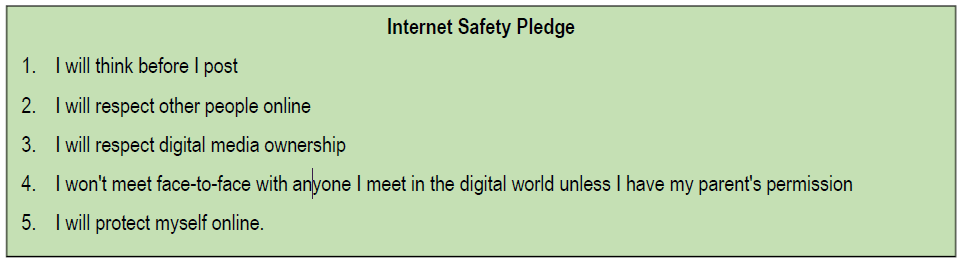 Internet Safety Pledge
1. I will think before I post
2. I will respect other people online
3. I will respect digital media ownership
4. I won't meet face-to-face with anyone I meet in the digital world unless I have my parent's permission
5. I will protect myself online.